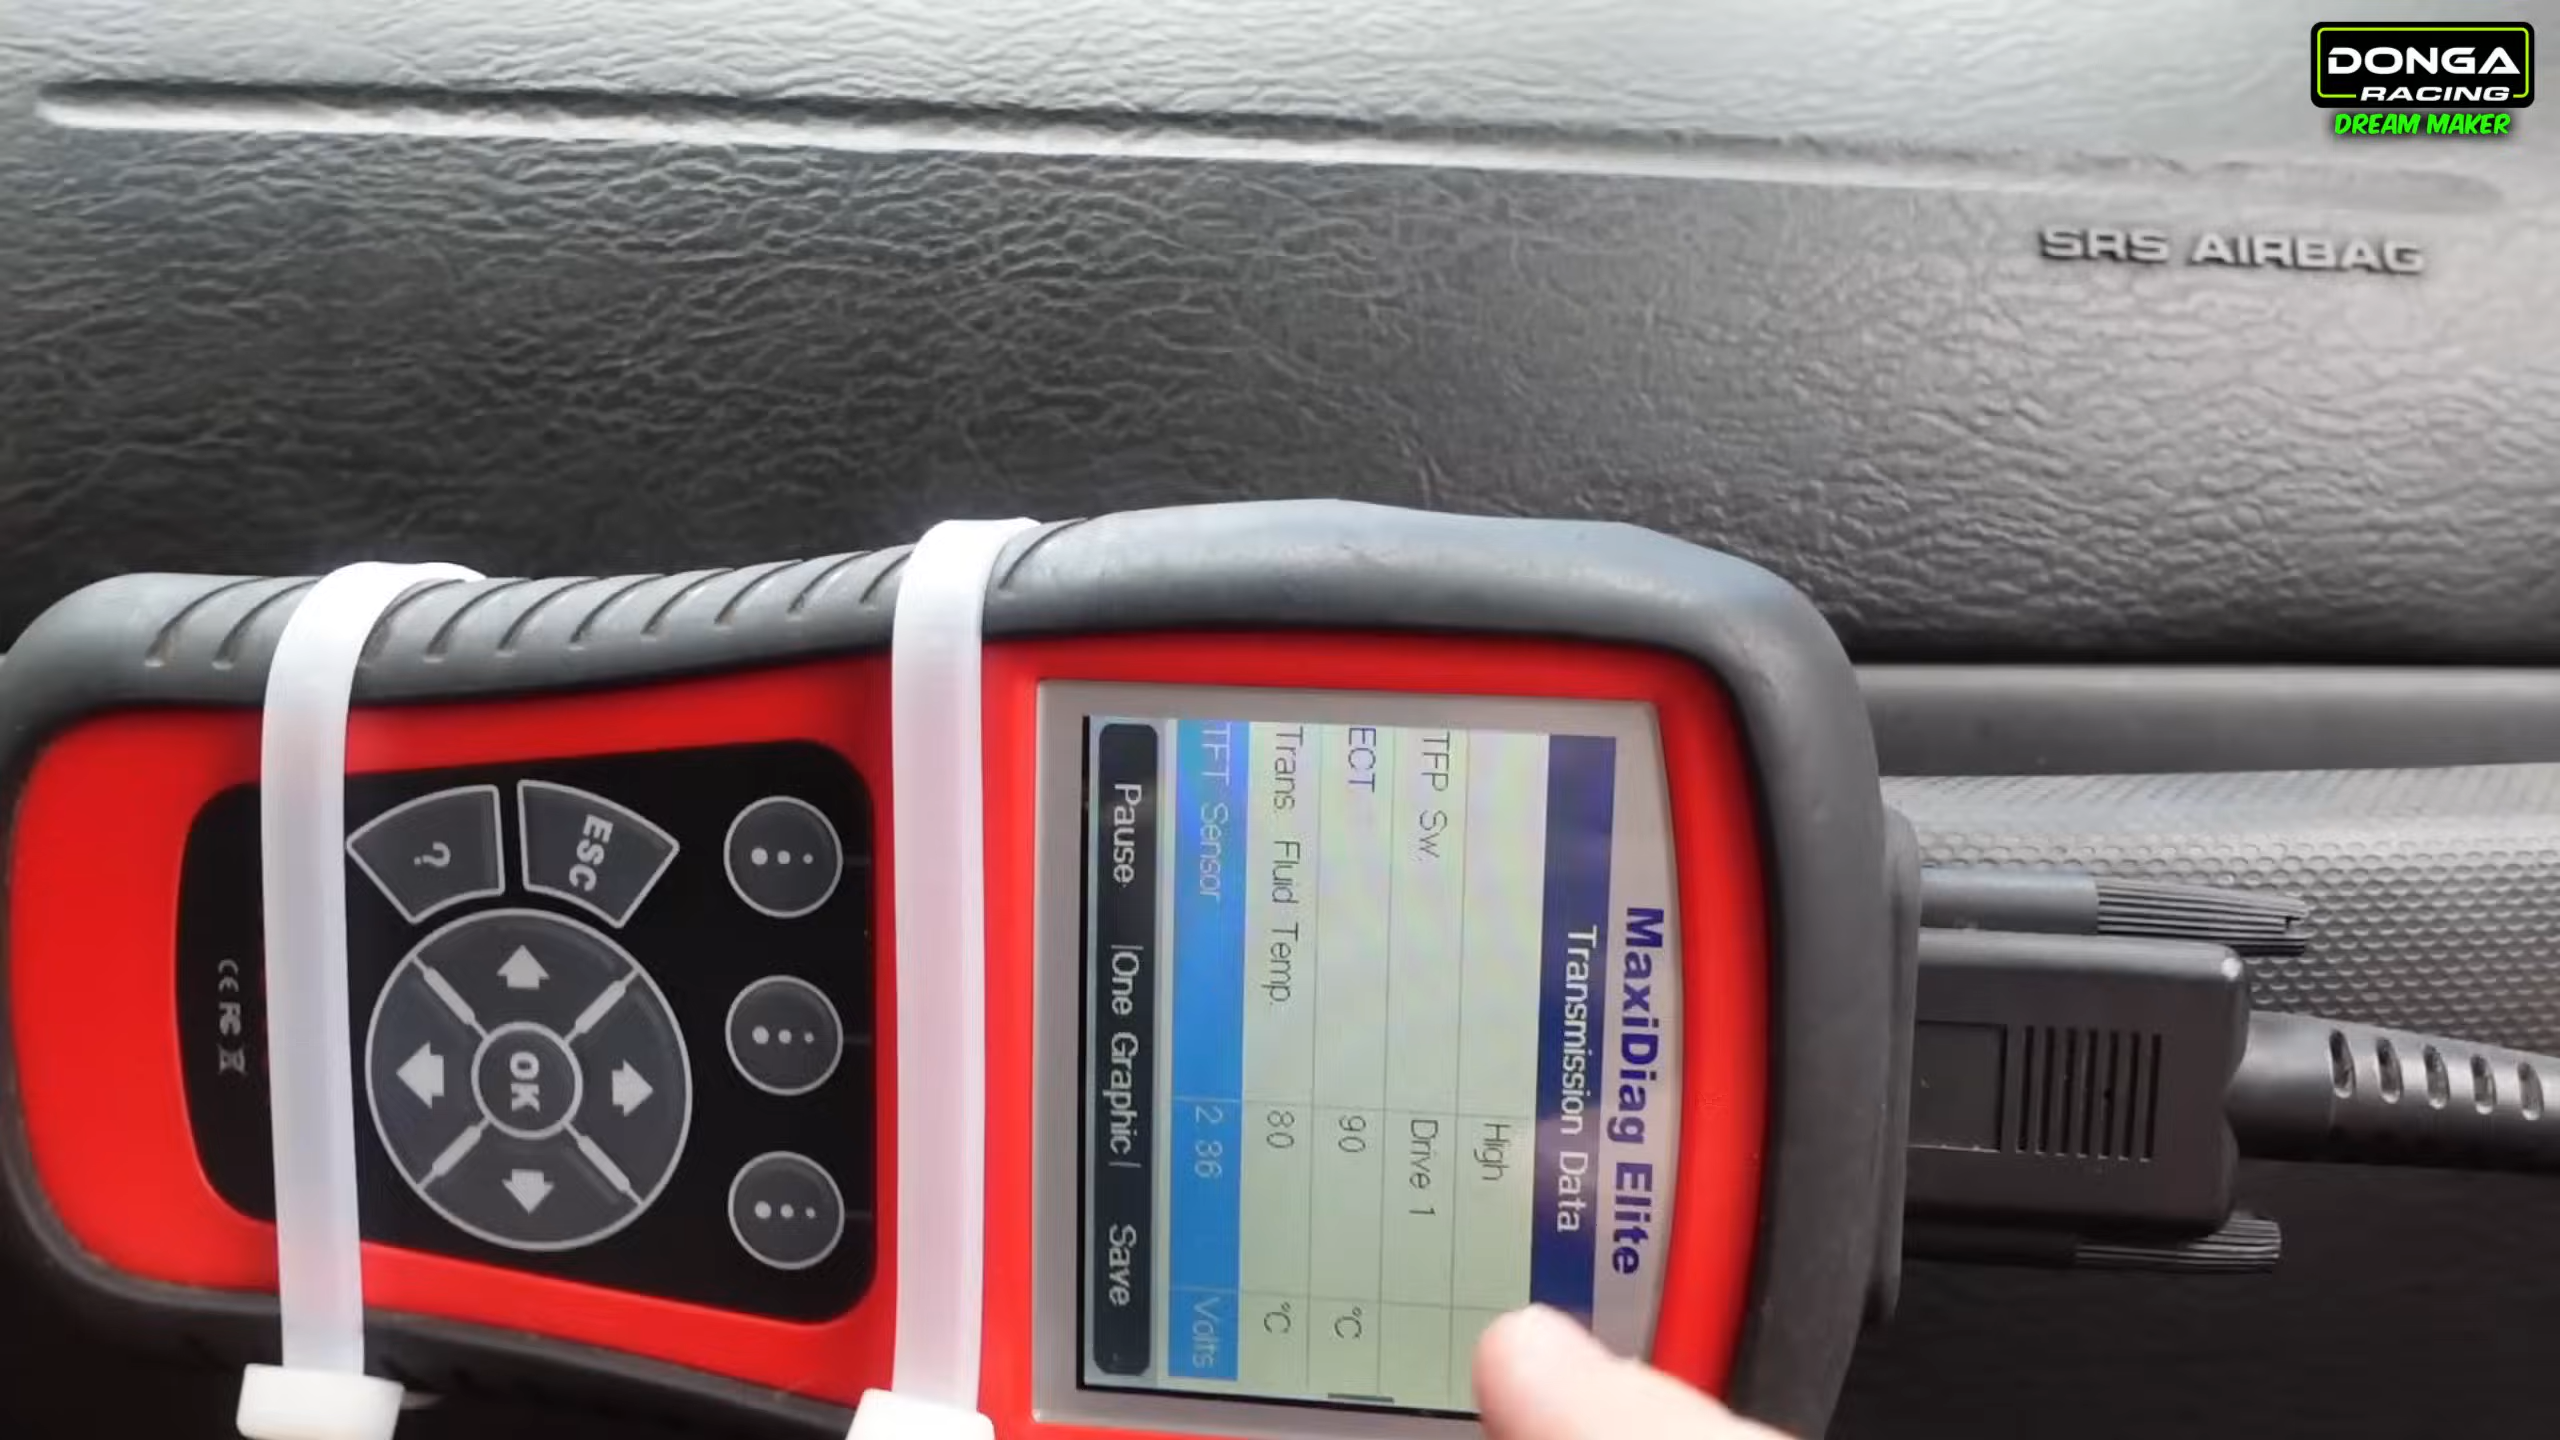 DONGA
RACING
DREAM MAKER
SRS AIRBAG
MaxiDiag Elite
Transmission Data
High
TFP Sw. Drive 1
ECT 90 °C
Trans. Fluid Temp. 80 °C
TFT Sensor 2.36 Volts
Pause |One Graphic| Save
ESC
?
OK
CE FC